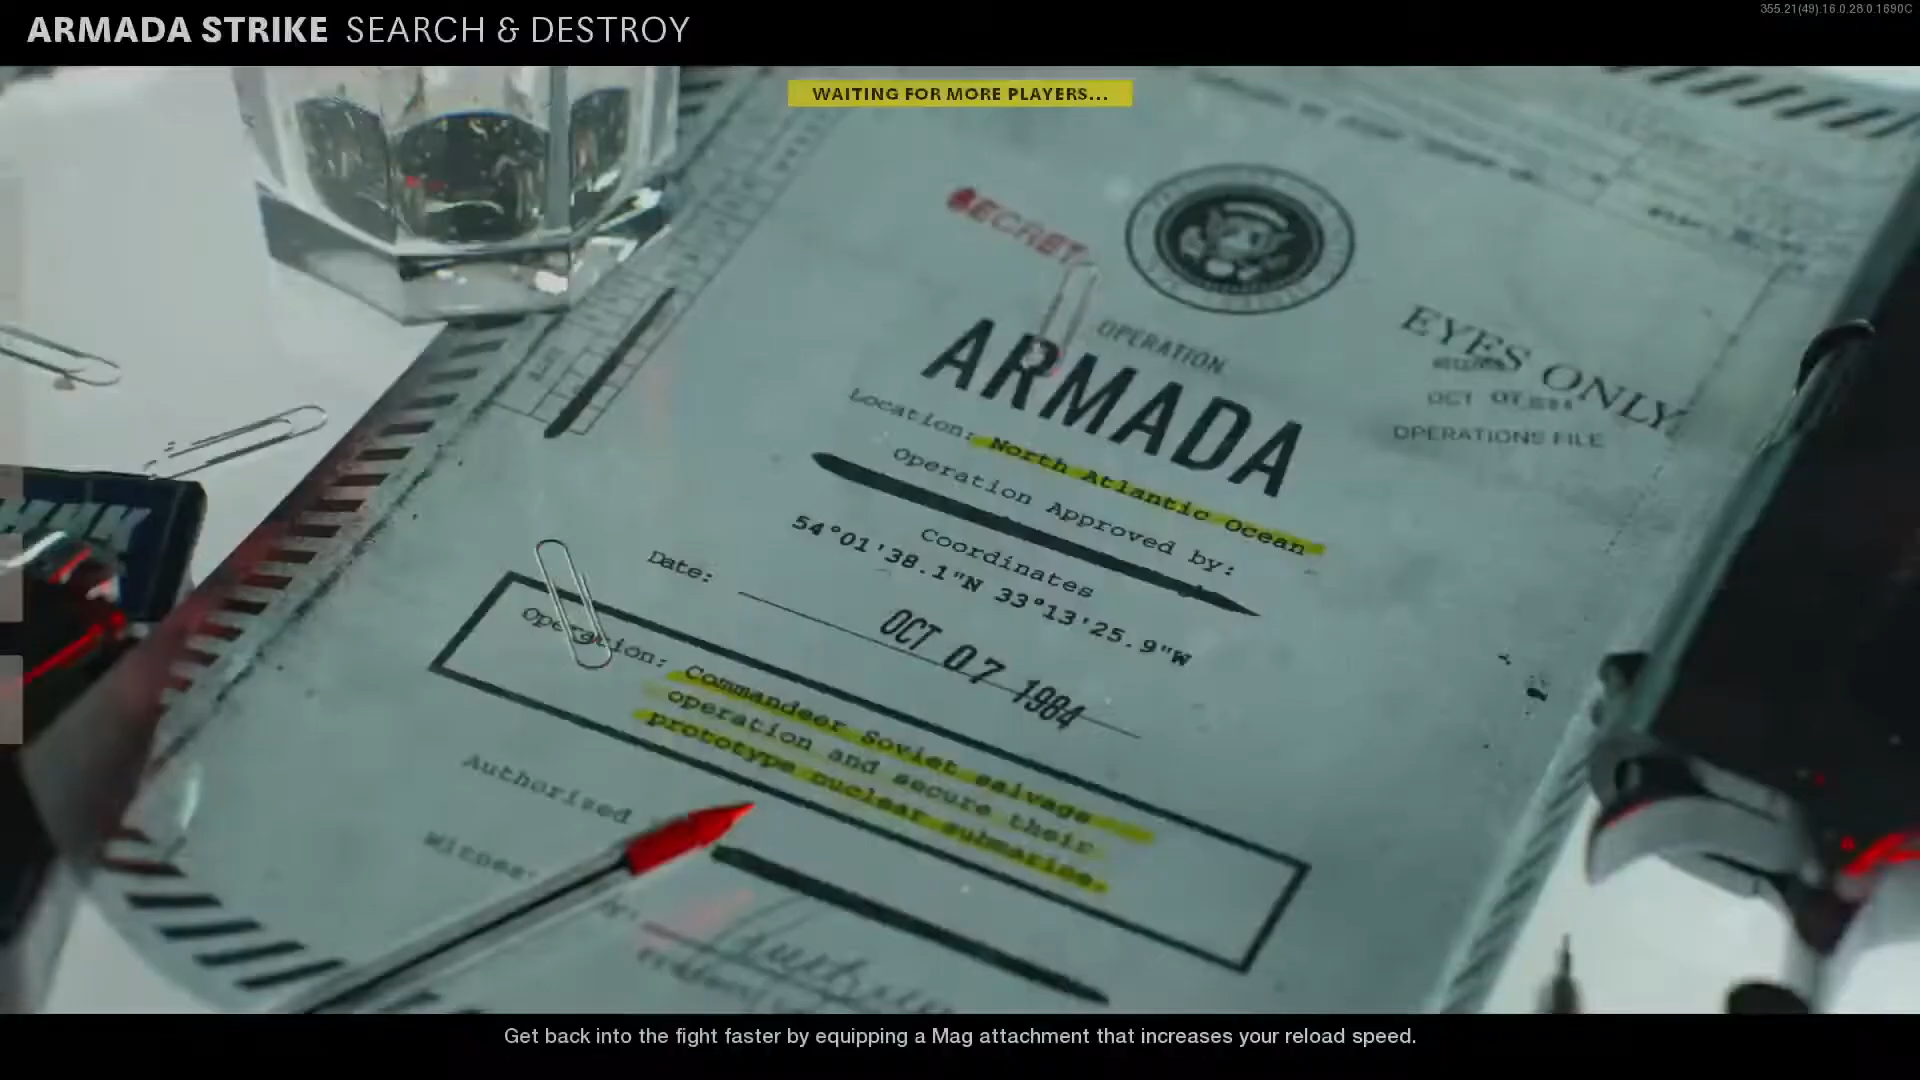 ARMADA STRIKE SEARCH & DESTROY
355.21(49):16.0.28:0.1690C
WAITING FOR MORE PLAYERS...
SECRET
OPERATION
ARMADA
EYES ONLY
OCT
OPERATIONS FILE
Location: North Atlantic Ocean
Operation Approved by:
Coordinates
54°01'38.1"N 33°13'25.9"W
Date:
OCT 07 1984
Operation: Commandeer Soviet salvage
operation and secure their
prototype nuclear submarine.
Authorized
Get back into the fight faster by equipping a Mag attachment that increases your reload speed.